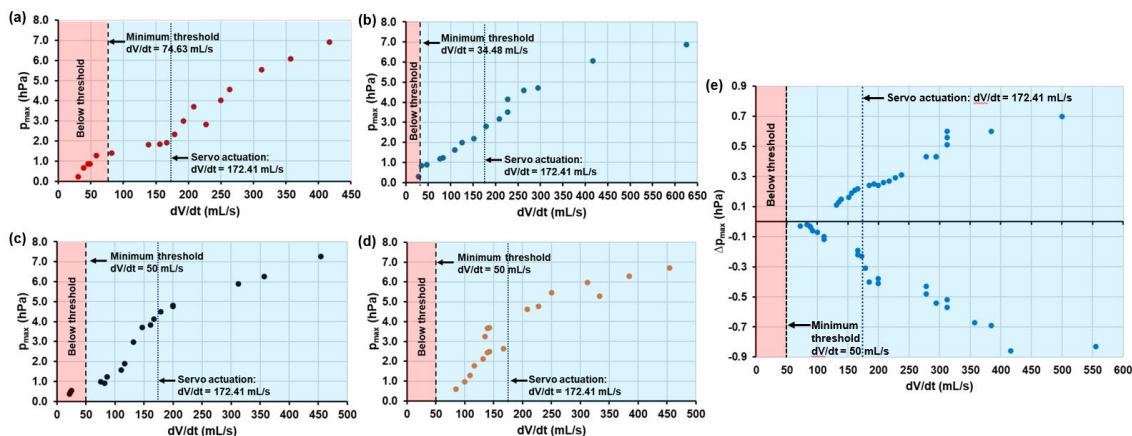 (a)
8.0
7.0
6.0
5.0
4.0
3.0
2.0
1.0
0.0
pmax (hPa)
Below threshold
Minimum threshold
dV/dt = 74.63 mL/s
Servo actuation:
dV/dt = 172.41 mL/s
0 50 100 150 200 250 300 350 400 450
dV/dt (mL/s)
(b)
8.0
7.0
6.0
5.0
4.0
3.0
2.0
1.0
0.0
pmax (hPa)
Below threshold
Minimum threshold
dV/dt = 34.48 mL/s
Servo actuation:
dV/dt = 172.41 mL/s
0 50 100 150 200 250 300 350 400 450 500 550 600 650
dV/dt (mL/s)
(c)
8.0
7.0
6.0
5.0
4.0
3.0
2.0
1.0
0.0
pmax (hPa)
Below threshold
Minimum threshold
dV/dt = 50 mL/s
Servo actuation:
dV/dt = 172.41 mL/s
0 50 100 150 200 250 300 350 400 450 500
dV/dt (mL/s)
(d)
8.0
7.0
6.0
5.0
4.0
3.0
2.0
1.0
0.0
pmax (hPa)
Below threshold
Minimum threshold
dV/dt = 50 mL/s
Servo actuation:
dV/dt = 172.41 mL/s
0 50 100 150 200 250 300 350 400 450 500
dV/dt (mL/s)
(e)
0.9
0.7
0.5
0.3
0.1
-0.1
-0.3
-0.5
-0.7
-0.9
Δpmax (hPa)
Below threshold
Servo actuation: dV/dt = 172.41 mL/s
Minimum
threshold
dV/dt = 50 mL/s
0 50 100 150 200 250 300 350 400 450 500 550 600
dV/dt (mL/s)